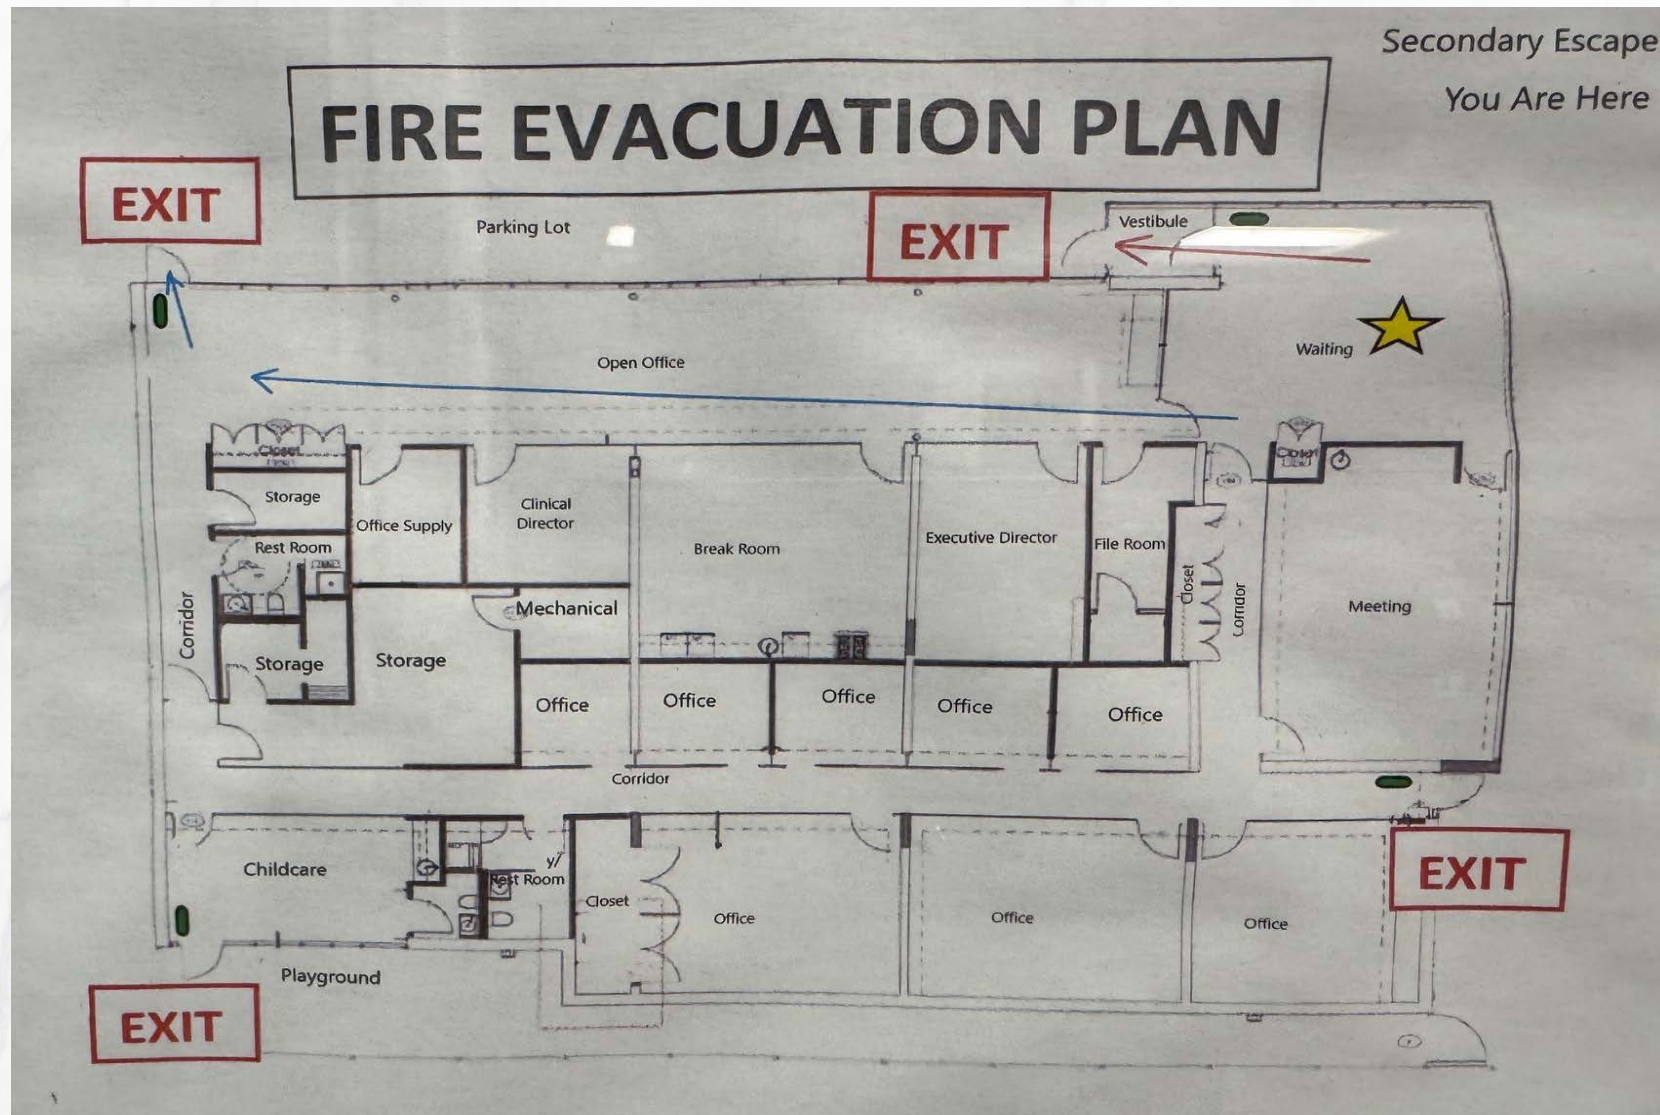 Secondary Escape
You Are Here
FIRE EVACUATION PLAN
EXIT
EXIT
Parking Lot
Vestibule
Waiting
Open Office
Closet
Closet
Storage
Clinical
Director
Office Supply
Executive Director
File Room
Rest Room
Break Room
Closet
Corridor
Corridor
Mechanical
Meeting
Storage
Storage
Office
Office
Office
Office
Office
Corridor
Childcare
y/
Rest Room
Closet
Office
Office
Office
EXIT
Playground
EXIT